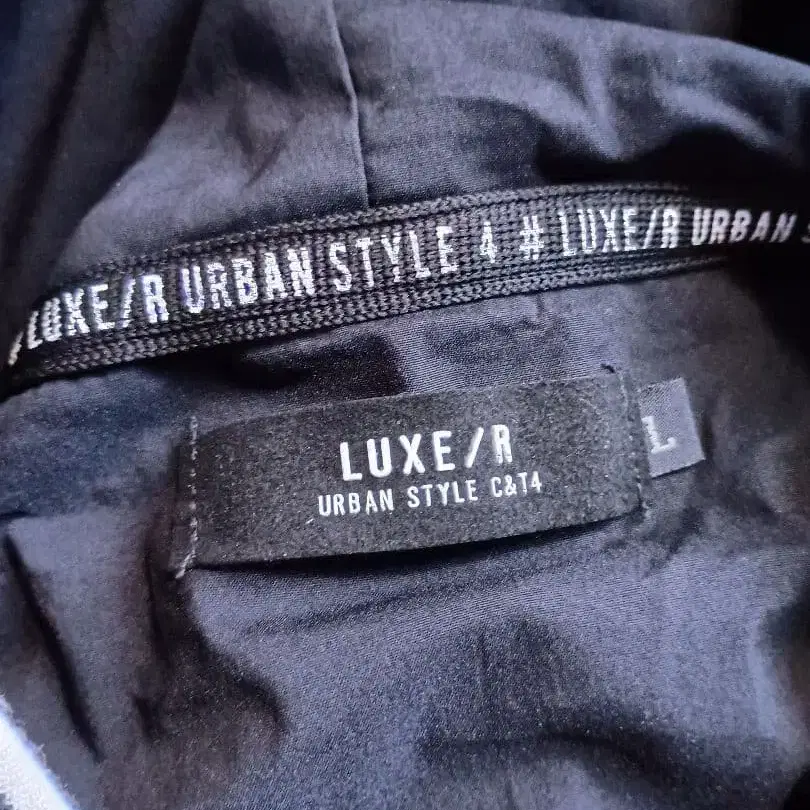 LUXE/R URBAN STYLE 4 # LUXE/R URBAN
LUXE/R
URBAN STYLE C&T4
L